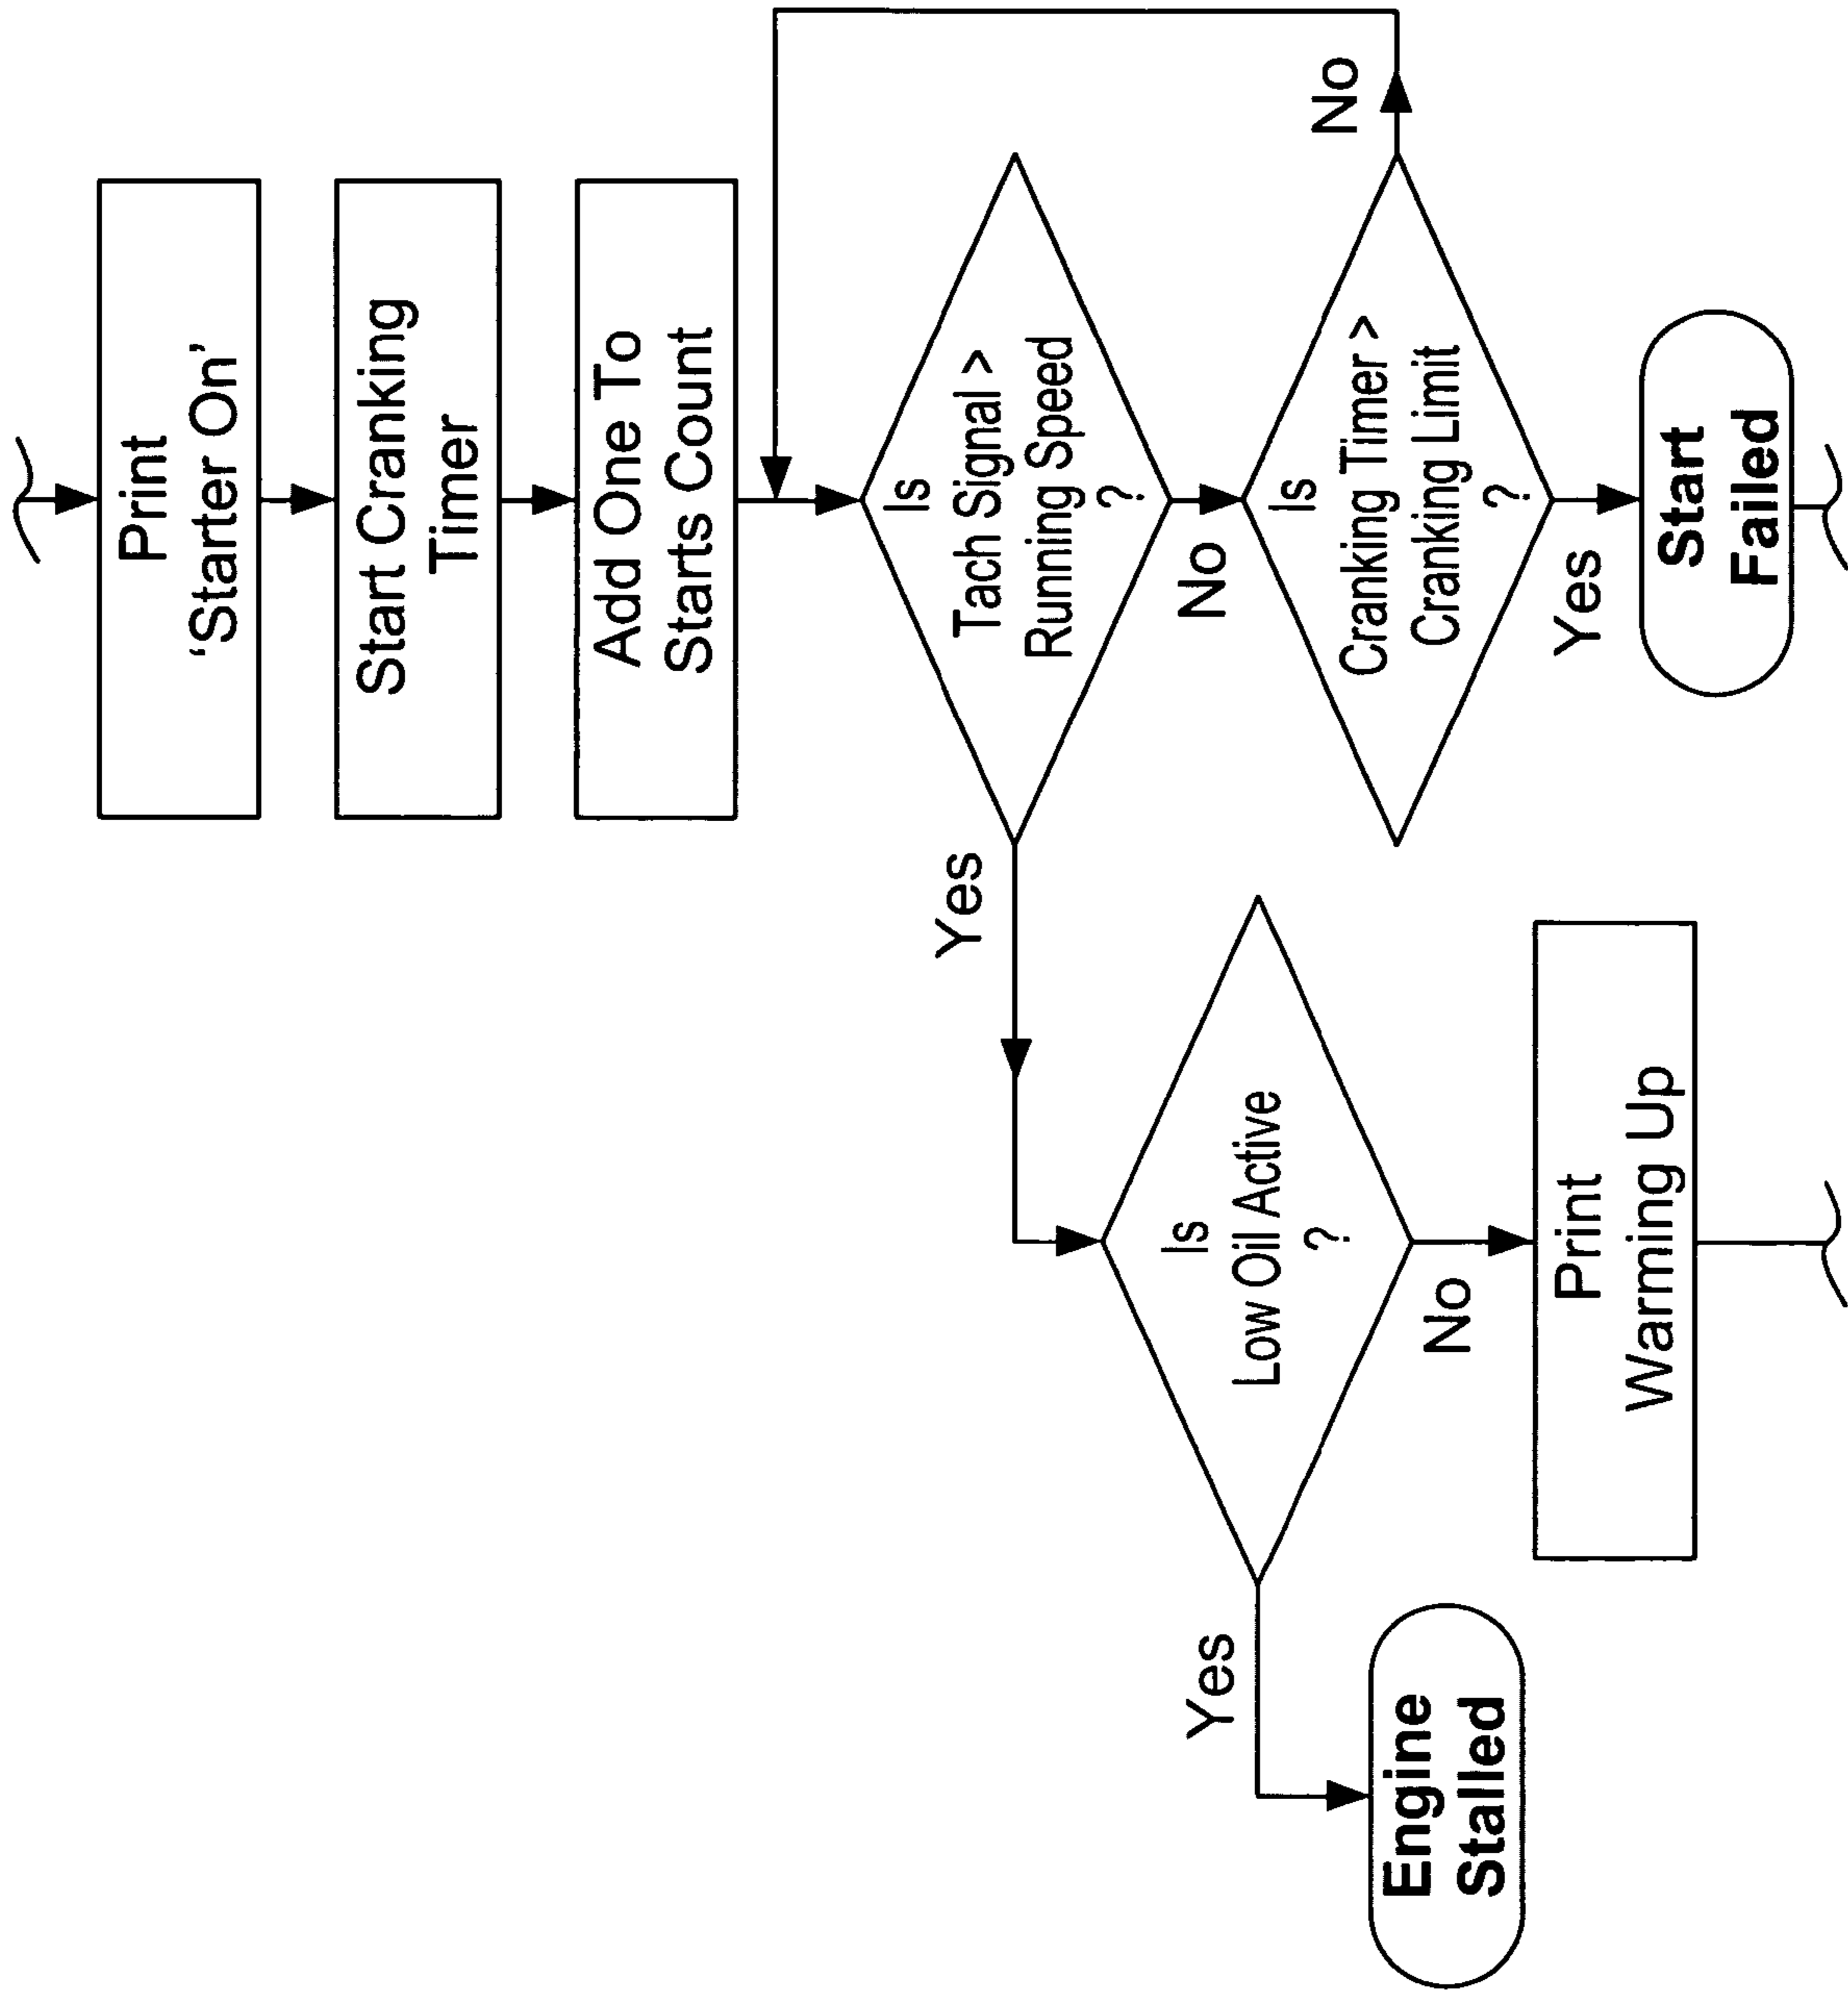 Print
‘Starter On’
Start Cranking
Timer
Add One To
Starts Count
Is
Tach Signal >
Running Speed
?
Yes
No
Is
Cranking Timer >
Cranking Limit
?
No
Yes
Start
Failed
Is
Low Oil Active
?
Yes
No
Engine
Stalled
Print
Warming Up